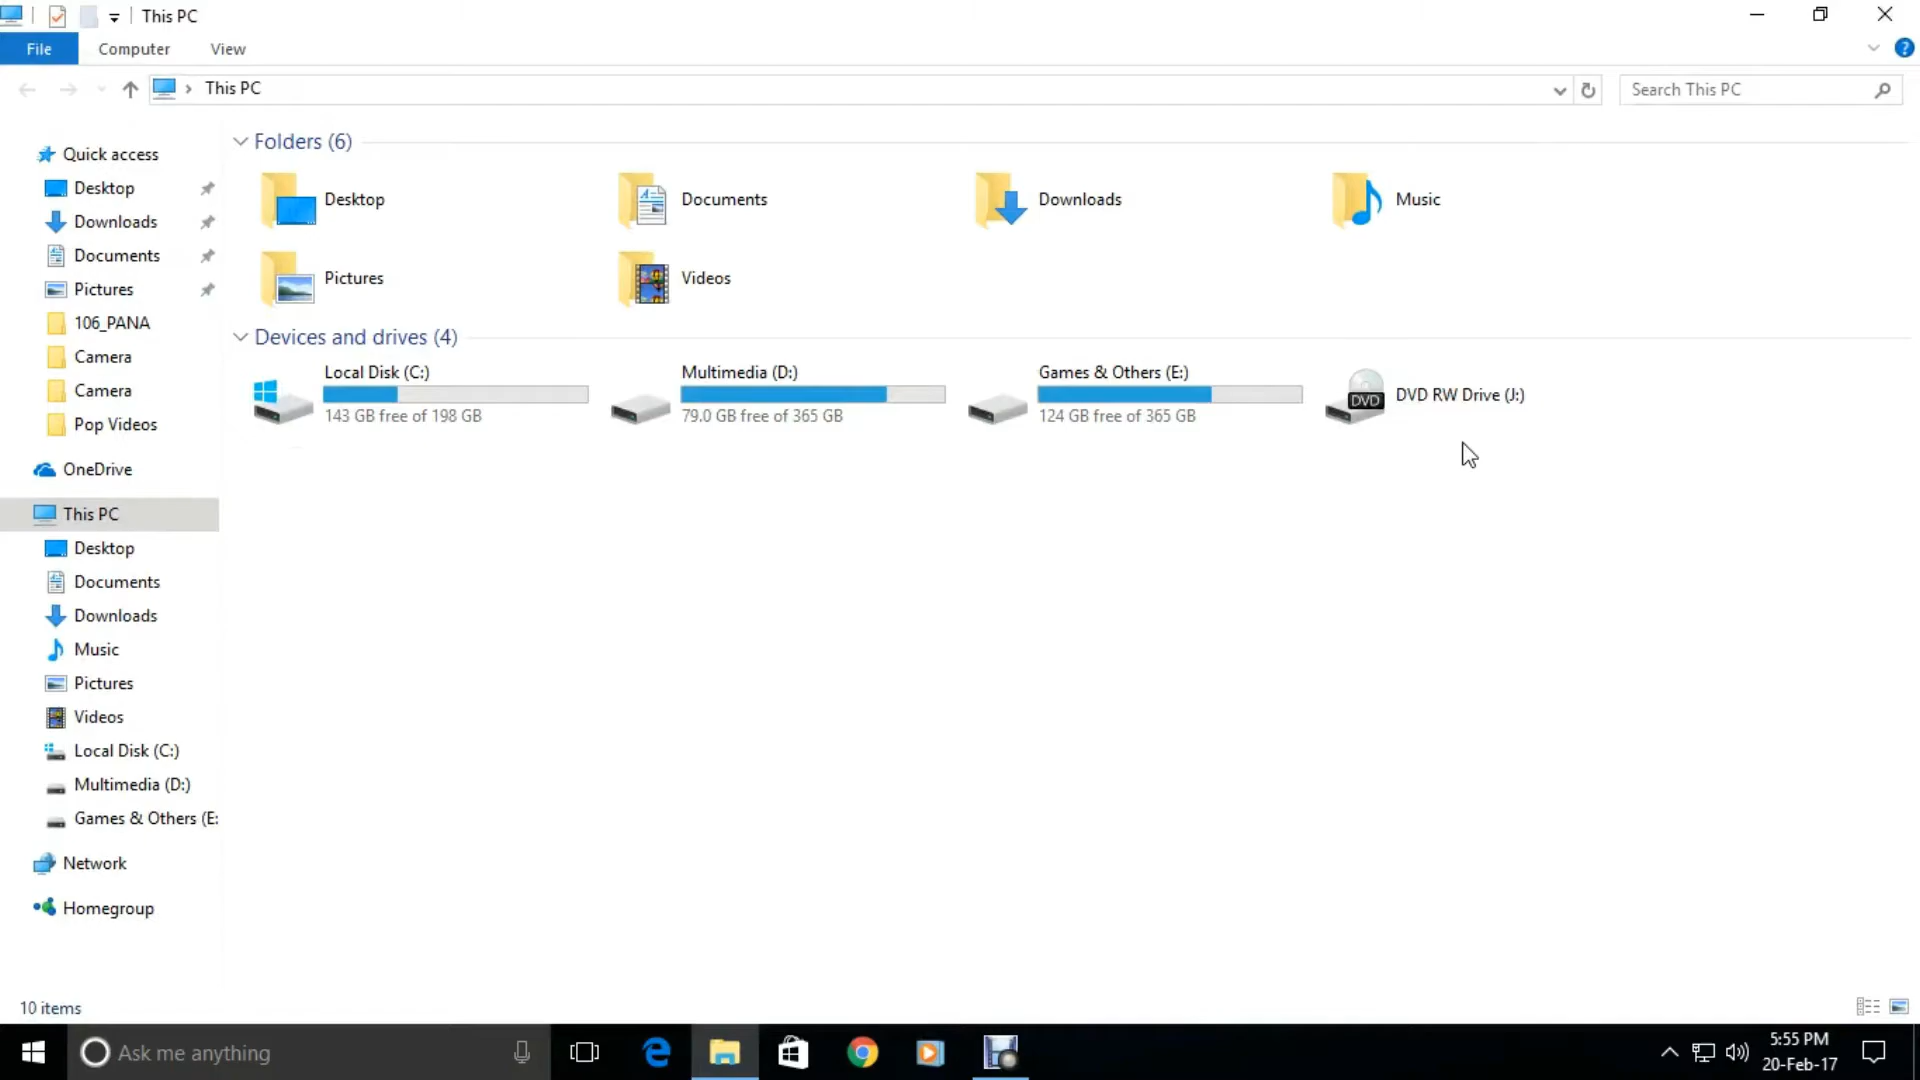 This PC
File Computer View
This PC
Search This PC
Quick access
Desktop
Downloads
Documents
Pictures
106_PANA
Camera
Camera
Pop Videos
OneDrive
This PC
Desktop
Documents
Downloads
Music
Pictures
Videos
Local Disk (C:)
Multimedia (D:)
Games & Others (E:
Network
Homegroup
Folders (6)
Desktop
Documents
Downloads
Music
Pictures
Videos
Devices and drives (4)
Local Disk (C:)
143 GB free of 198 GB
Multimedia (D:)
79.0 GB free of 365 GB
Games & Others (E:)
124 GB free of 365 GB
DVD
DVD RW Drive (J:)
10 items
Ask me anything
5:55 PM
20-Feb-17